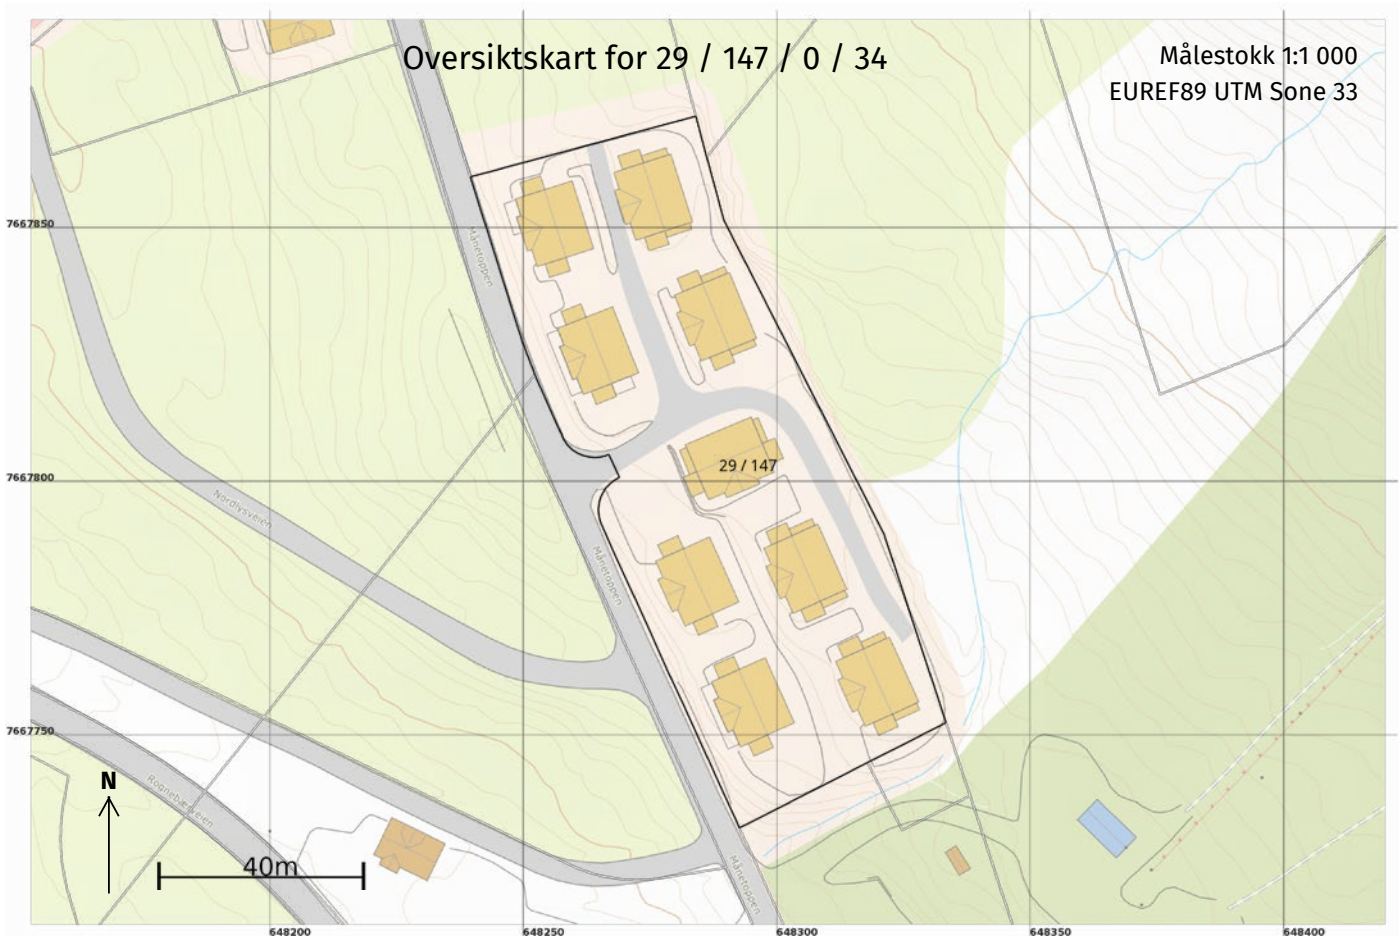 Oversiktskart for 29 / 147 / 0 / 34
Målestokk 1:1 000
EUREF89 UTM Sone 33
7667850
Månetoppen
29 / 147
7667800
Nordlysveien
Månetoppen
7667750
N
Rognebærveien
40m
Månetoppen
648200
648250
648300
648350
648400